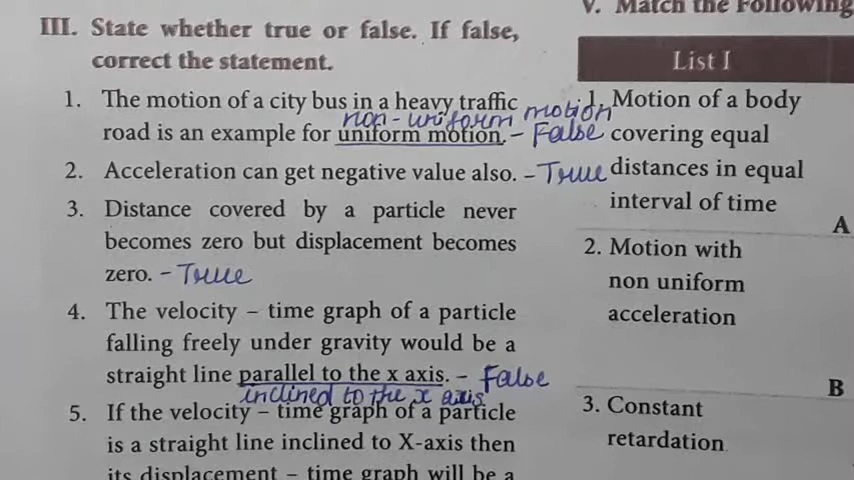 III. State whether true or false. If false,
correct the statement.
1. The motion of a city bus in a heavy traffic
non-uniform motion
road is an example for uniform motion. – False
2. Acceleration can get negative value also. – True
3. Distance covered by a particle never
becomes zero but displacement becomes
zero. – True
4. The velocity – time graph of a particle
falling freely under gravity would be a
straight line parallel to the x axis. – False
inclined to the x axis
5. If the velocity – time graph of a particle
is a straight line inclined to X-axis then
its displacement – time graph will be a
V. Match the Following
List I
1. Motion of a body
covering equal
distances in equal
interval of time
A
2. Motion with
non uniform
acceleration
B
3. Constant
retardation